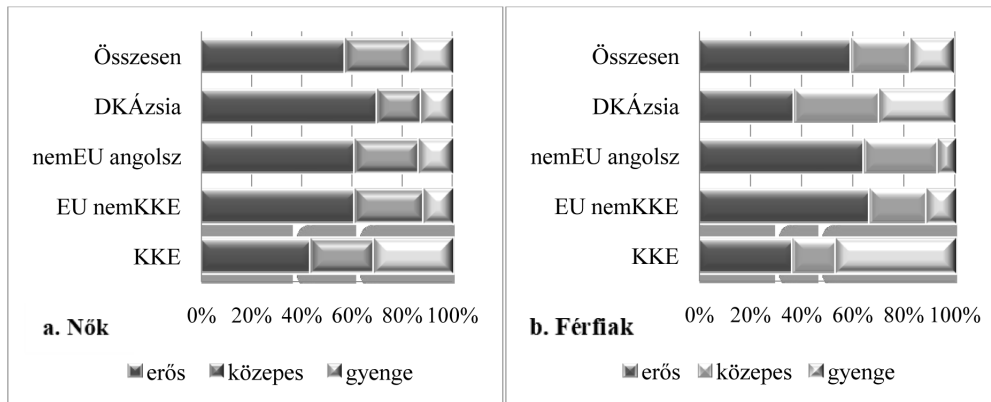 Összesen
DKÁzsia
nemEU angolsz
EU nemKKE
KKE
0% 20% 40% 60% 80% 100%
a. Nők
erős közepes gyenge
Összesen
DKÁzsia
nemEU angolsz
EU nemKKE
KKE
0% 20% 40% 60% 80% 100%
b. Férfiak
erős közepes gyenge